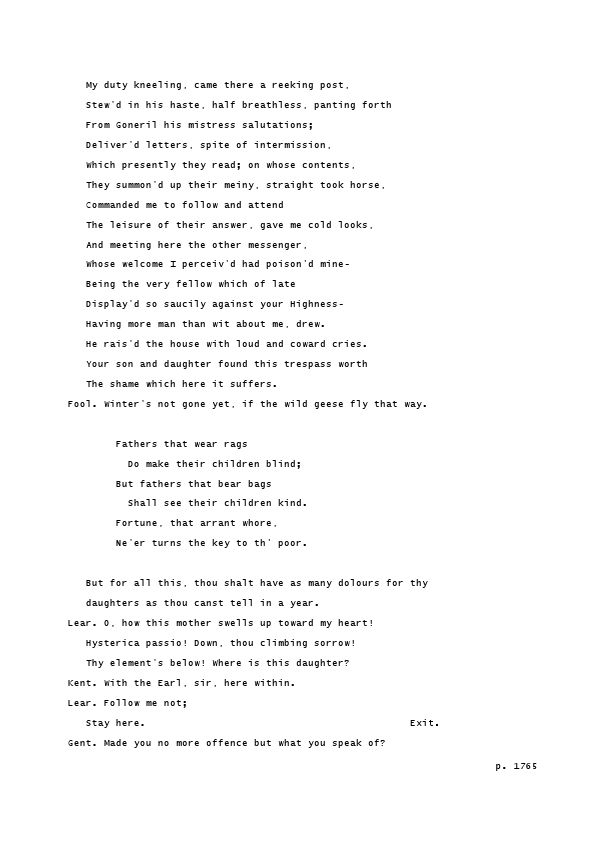 My duty kneeling, came there a reeking post,
Stew'd in his haste, half breathless, panting forth
From Goneril his mistress salutations;
Deliver'd letters, spite of intermission,
Which presently they read; on whose contents,
They summon'd up their meiny, straight took horse,
Commanded me to follow and attend
The leisure of their answer, gave me cold looks,
And meeting here the other messenger,
Whose welcome I perceiv'd had poison'd mine-
Being the very fellow which of late
Display'd so saucily against your Highness-
Having more man than wit about me, drew.
He rais'd the house with loud and coward cries.
Your son and daughter found this trespass worth
The shame which here it suffers.
Fool. Winter's not gone yet, if the wild geese fly that way.
Fathers that wear rags
Do make their children blind;
But fathers that bear bags
Shall see their children kind.
Fortune, that arrant whore,
Ne'er turns the key to th' poor.
But for all this, thou shalt have as many dolours for thy
daughters as thou canst tell in a year.
Lear. O, how this mother swells up toward my heart!
Hysterica passio! Down, thou climbing sorrow!
Thy element's below! Where is this daughter?
Kent. With the Earl, sir, here within.
Lear. Follow me not;
Stay here. Exit.
Gent. Made you no more offence but what you speak of?
p. 1765